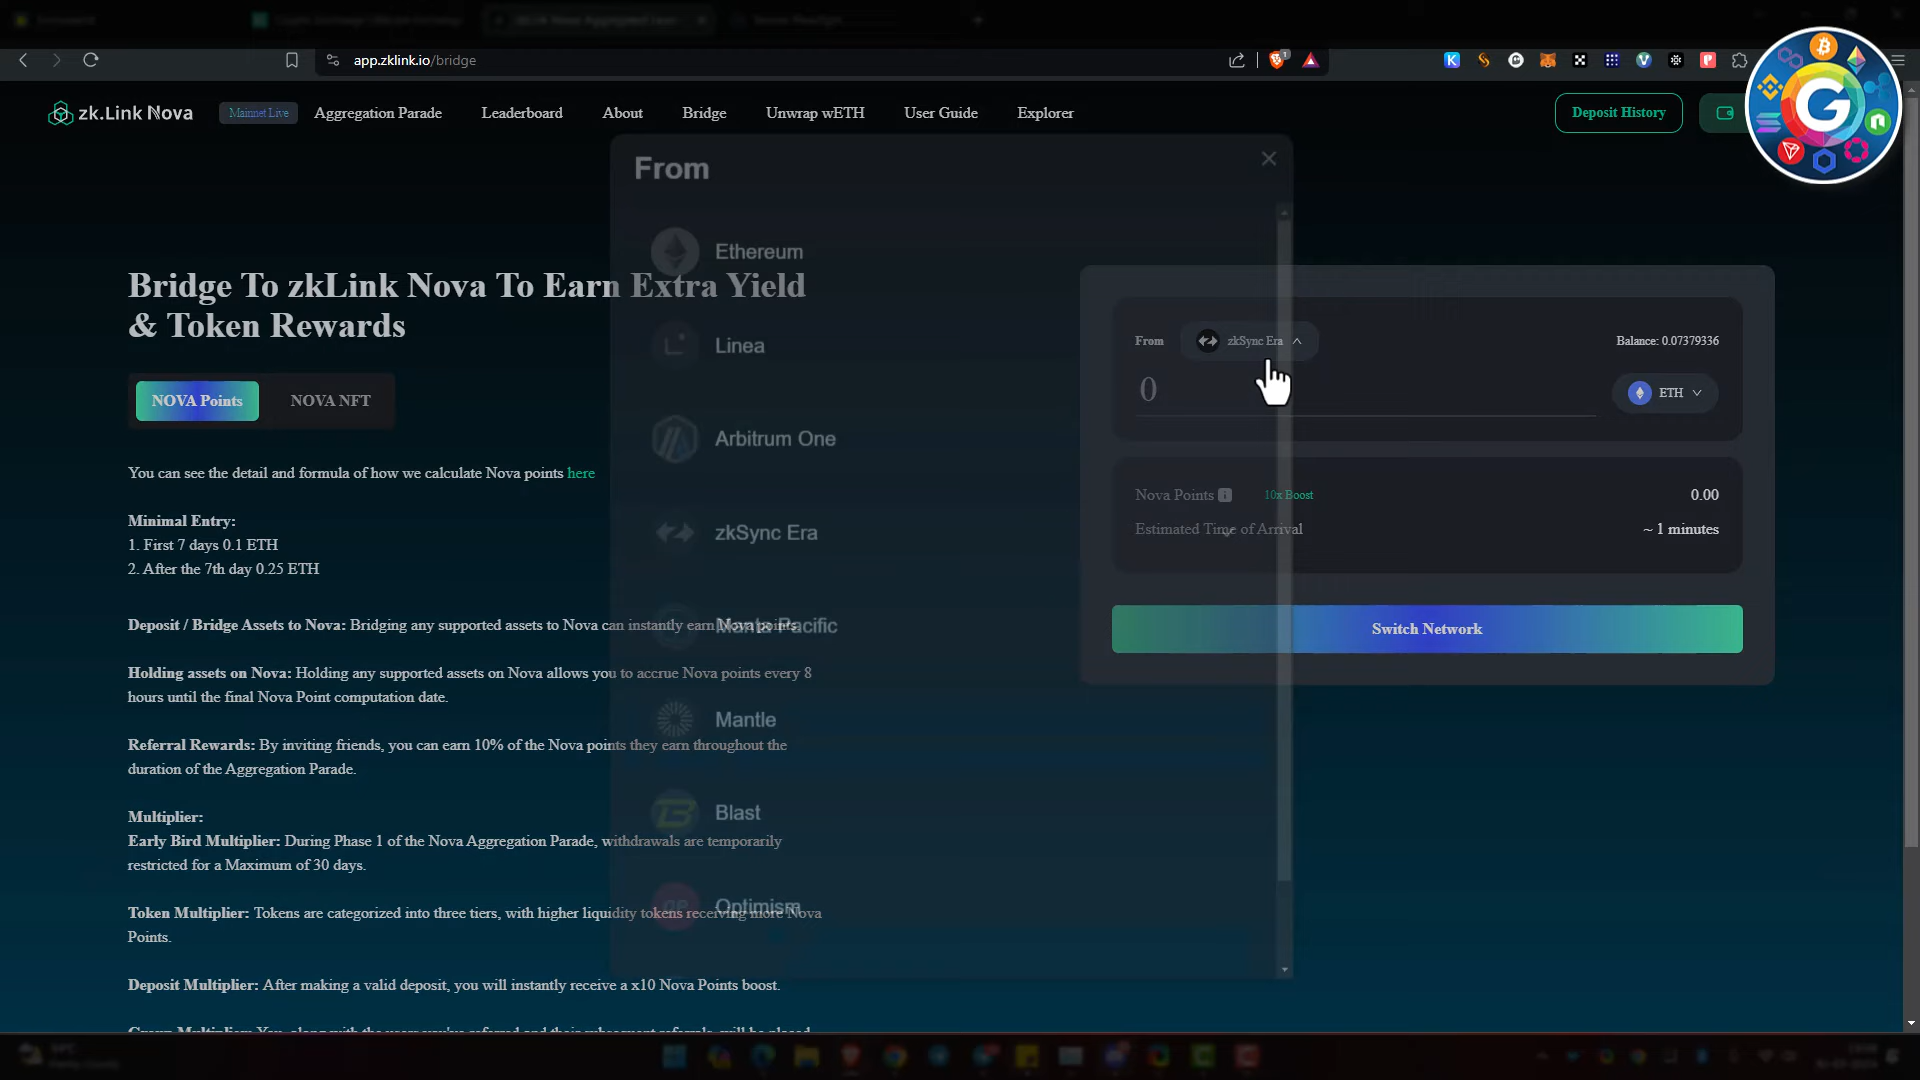 app.zklink.io/bridge
zk.Link Nova
Mainnet Live
Aggregation Parade
Leaderboard
About
Bridge
Unwrap wETH
User Guide
Explorer
Deposit History
From
Ethereum
Linea
Arbitrum One
zkSync Era
Manta Pacific
Mantle
Blast
Optimism
Bridge To zkLink Nova To Earn Extra Yield
& Token Rewards
NOVA Points
NOVA NFT
You can see the detail and formula of how we calculate Nova points here
Minimal Entry:
1. First 7 days 0.1 ETH
2. After the 7th day 0.25 ETH
Deposit / Bridge Assets to Nova: Bridging any supported assets to Nova can instantly earn Nova points.
Holding assets on Nova: Holding any supported assets on Nova allows you to accrue Nova points every 8
hours until the final Nova Point computation date.
Referral Rewards: By inviting friends, you can earn 10% of the Nova points they earn throughout the
duration of the Aggregation Parade.
Multiplier:
Early Bird Multiplier: During Phase 1 of the Nova Aggregation Parade, withdrawals are temporarily
restricted for a Maximum of 30 days.
Token Multiplier: Tokens are categorized into three tiers, with higher liquidity tokens receiving more Nova
Points.
Deposit Multiplier: After making a valid deposit, you will instantly receive a x10 Nova Points boost.
From
zkSync Era
Balance: 0.07379336
0
ETH
Nova Points
10x Boost
0.00
Estimated Time of Arrival
~ 1 minutes
Switch Network